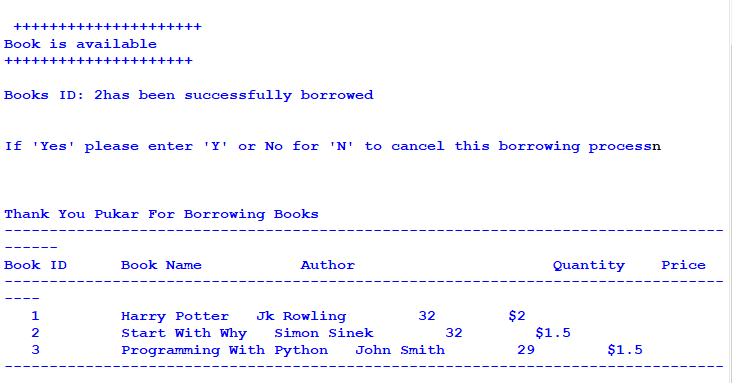 +++++++++++++++++++++
Book is available
+++++++++++++++++++++
Books ID: 2has been successfully borrowed
If 'Yes' please enter 'Y' or No for 'N' to cancel this borrowing processn
Thank You Pukar For Borrowing Books
--------------------------------------------------------------------------------
------
Book ID Book Name Author Quantity Price
--------------------------------------------------------------------------------
----
1 Harry Potter Jk Rowling 32 $2
2 Start With Why Simon Sinek 32 $1.5
3 Programming With Python John Smith 29 $1.5
--------------------------------------------------------------------------------